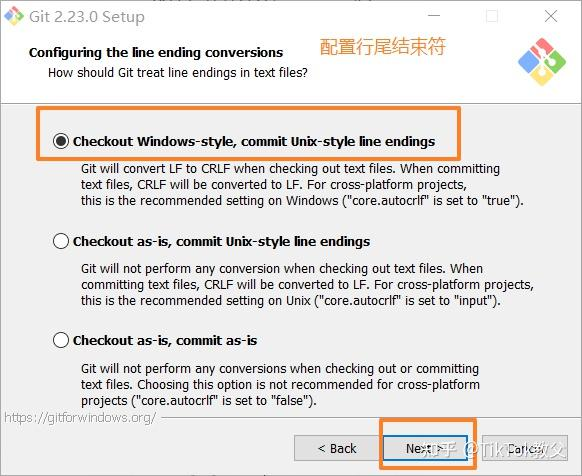 Git 2.23.0 Setup
Configuring the line ending conversions
配置行尾结束符
How should Git treat line endings in text files?
Checkout Windows-style, commit Unix-style line endings
Git will convert LF to CRLF when checking out text files. When committing
text files, CRLF will be converted to LF. For cross-platform projects,
this is the recommended setting on Windows ("core.autocrlf" is set to "true").
Checkout as-is, commit Unix-style line endings
Git will not perform any conversion when checking out text files. When
committing text files, CRLF will be converted to LF. For cross-platform projects,
this is the recommended setting on Unix ("core.autocrlf" is set to "input").
Checkout as-is, commit as-is
Git will not perform any conversions when checking out or committing
text files. Choosing this option is not recommended for cross-platform
projects ("core.autocrlf" is set to "false").
https://gitforwindows.org/
< Back
Next >
Cancel
知乎 @TikTok教父